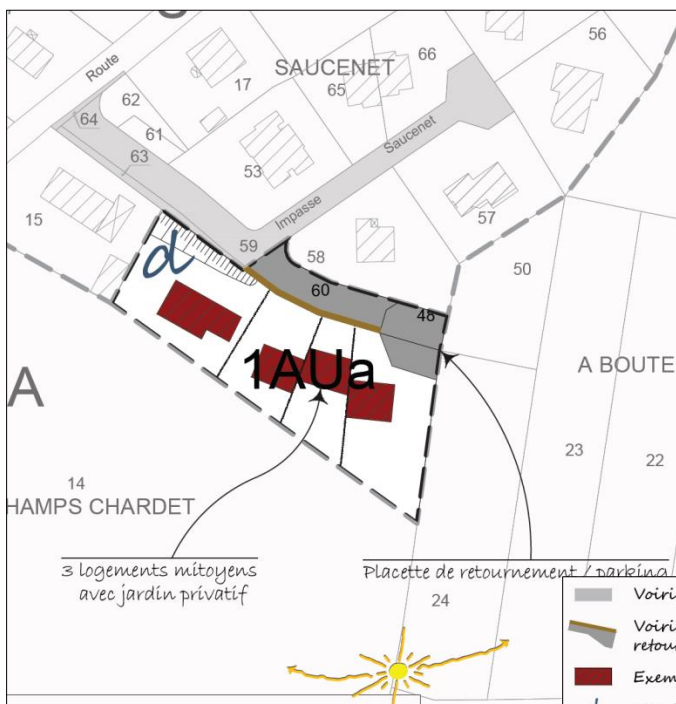 56
66
SAUCENET
65
17
Route
62
64
61
Saucenet
63
53
Impasse
57
15
59
58
50
d
60
48
1AUa
A BOUTE
A
23
22
14
HAMPS CHARDET
3 logements mitoyens
avec jardin privatif
Placette de retournement / parking
24
Voiri
Voiri
retou
Exem